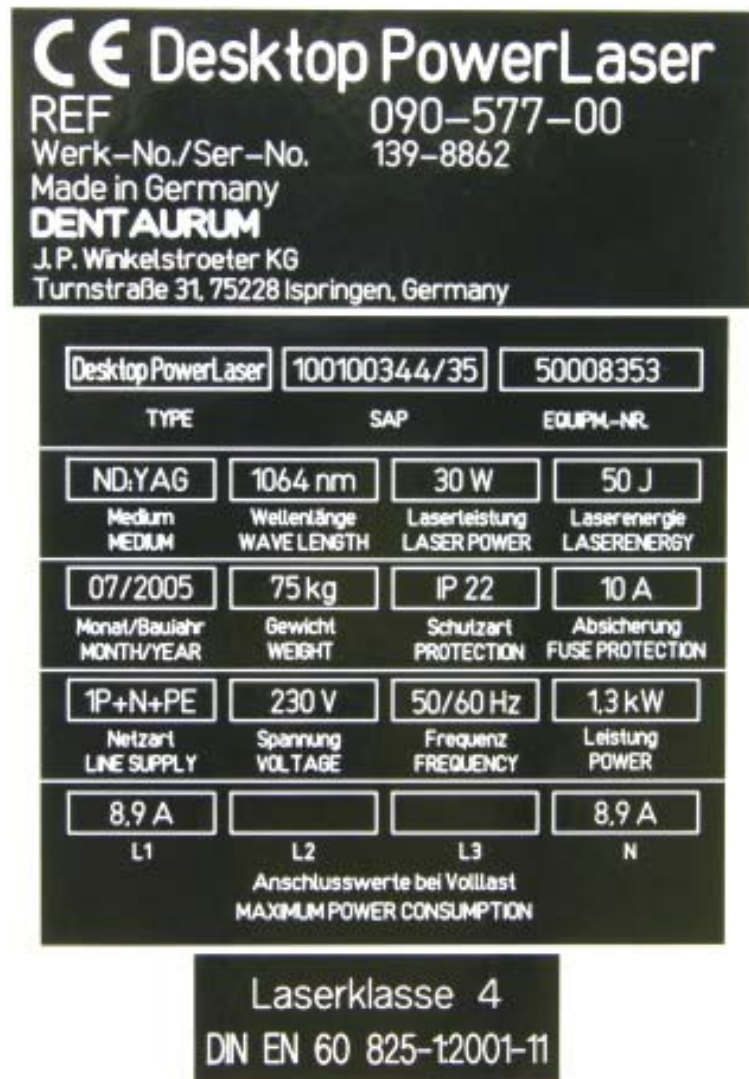 CE Desktop PowerLaser
REF 090-577-00
Werk-No./Ser-No. 139-8862
Made in Germany
DENTAURUM
J.P. Winkelstroeter KG
Turnstraße 31, 75228 Ispringen, Germany
Desktop PowerLaser 100100344/35 50008353
TYPE SAP EQUIPM.-NR.
ND:YAG 1064 nm 30 W 50 J
Medium Wellenlänge Laserleistung Laserenergie
MEDIUM WAVE LENGTH LASER POWER LASERENERGY
07/2005 75 kg IP 22 10 A
Monat/Baujahr Gewicht Schutzart Absicherung
MONTH/YEAR WEIGHT PROTECTION FUSE PROTECTION
1P+N+PE 230 V 50/60 Hz 1,3 kW
Netzart Spannung Frequenz Leistung
LINE SUPPLY VOLTAGE FREQUENCY POWER
8,9 A 8,9 A
L1 L2 L3 N
Anschlusswerte bei Volllast
MAXIMUM POWER CONSUMPTION
Laserklasse 4
DIN EN 60 825-1:2001-11